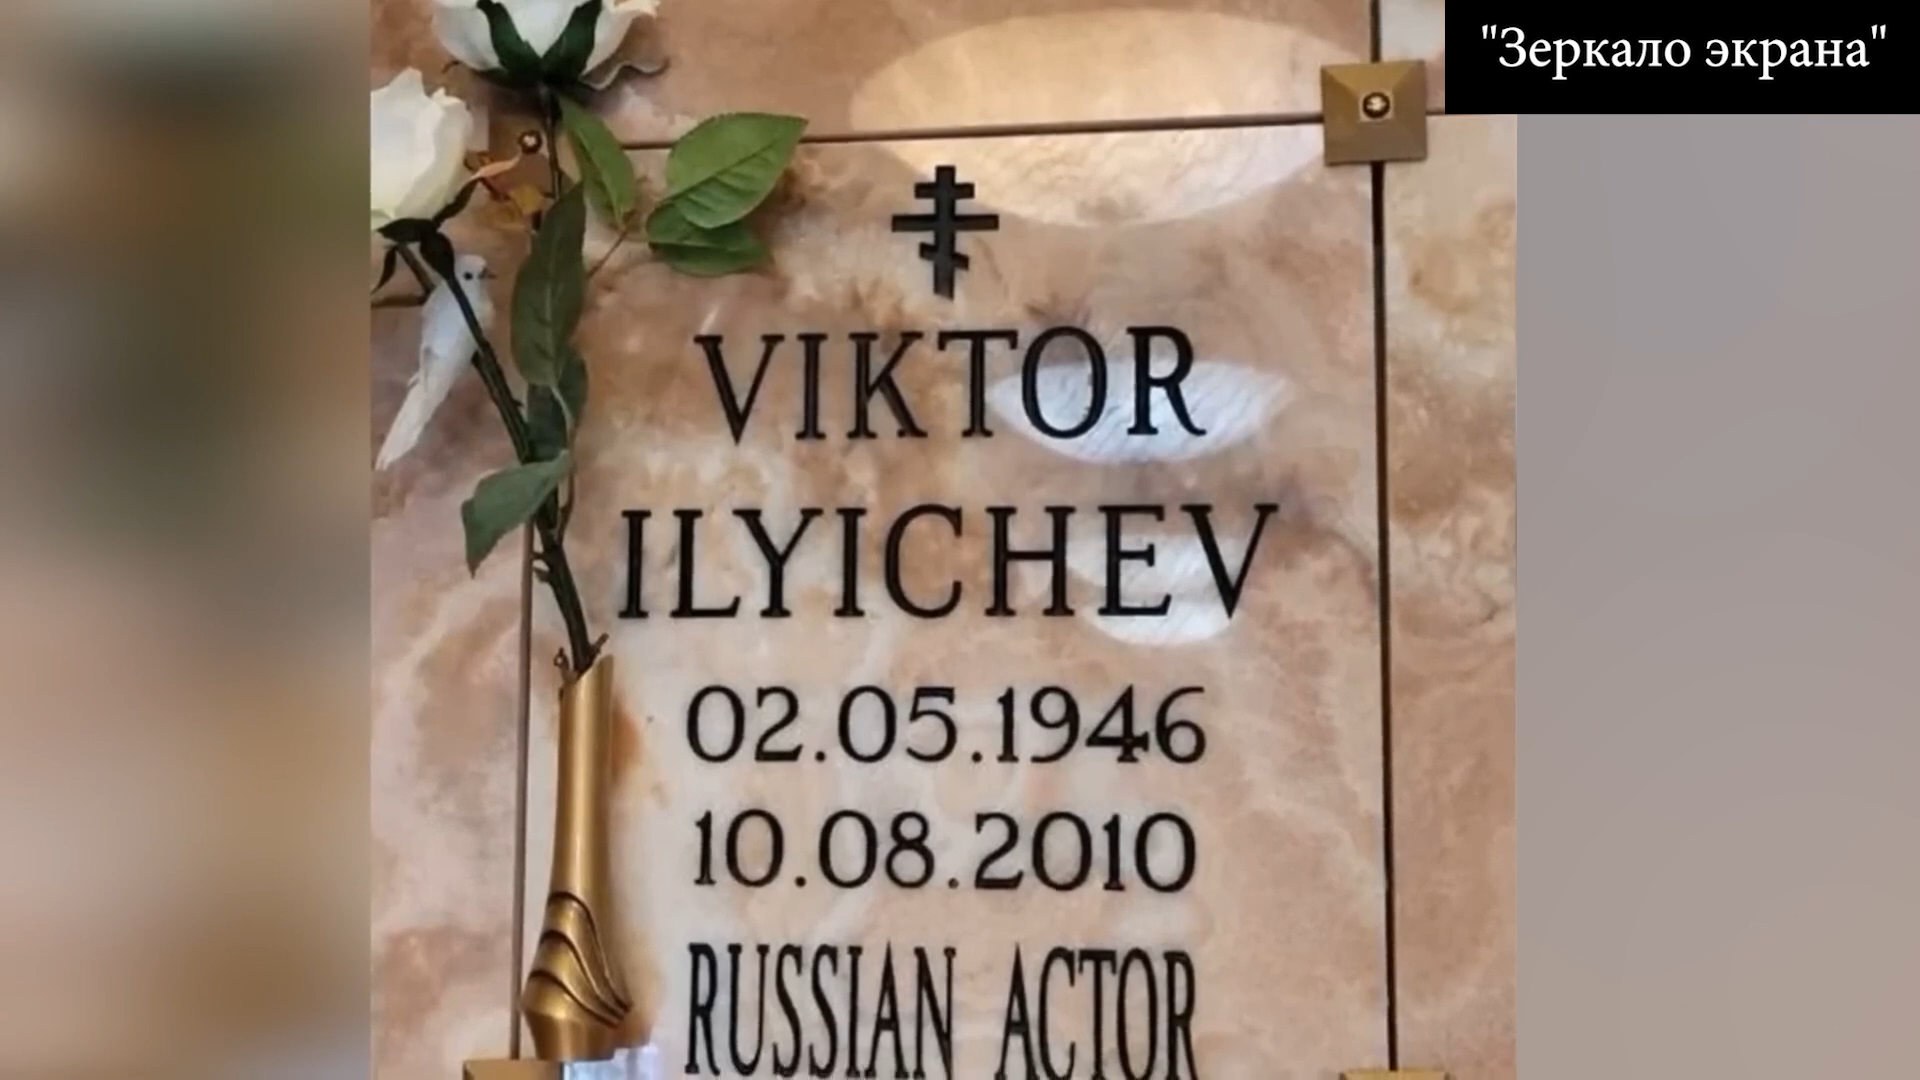 "Зеркало экрана"
VIKTOR
ILYICHEV
02.05.1946
10.08.2010
RUSSIAN ACTOR